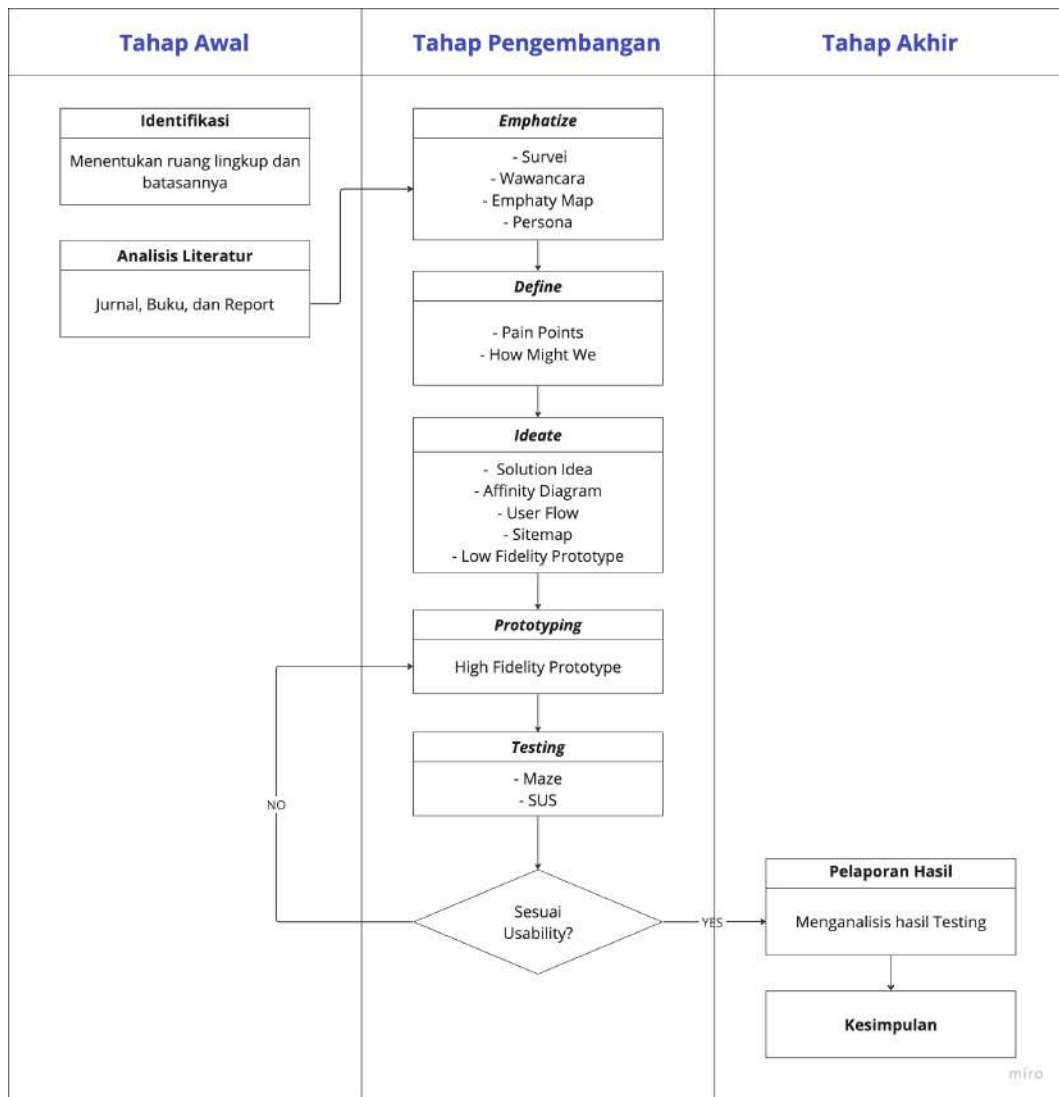 Tahap Awal
Tahap Pengembangan
Tahap Akhir
Identifikasi
Menentukan ruang lingkup dan
batasannya
Analisis Literatur
Jurnal, Buku, dan Report
Emphatize
- Survei
- Wawancara
- Emphaty Map
- Persona
Define
- Pain Points
- How Might We
Ideate
- Solution Idea
- Affinity Diagram
- User Flow
- Sitemap
- Low Fidelity Prototype
Prototyping
High Fidelity Prototype
Testing
- Maze
- SUS
NO
Sesuai
Usability?
YES
Pelaporan Hasil
Menganalisis hasil Testing
Kesimpulan
miro